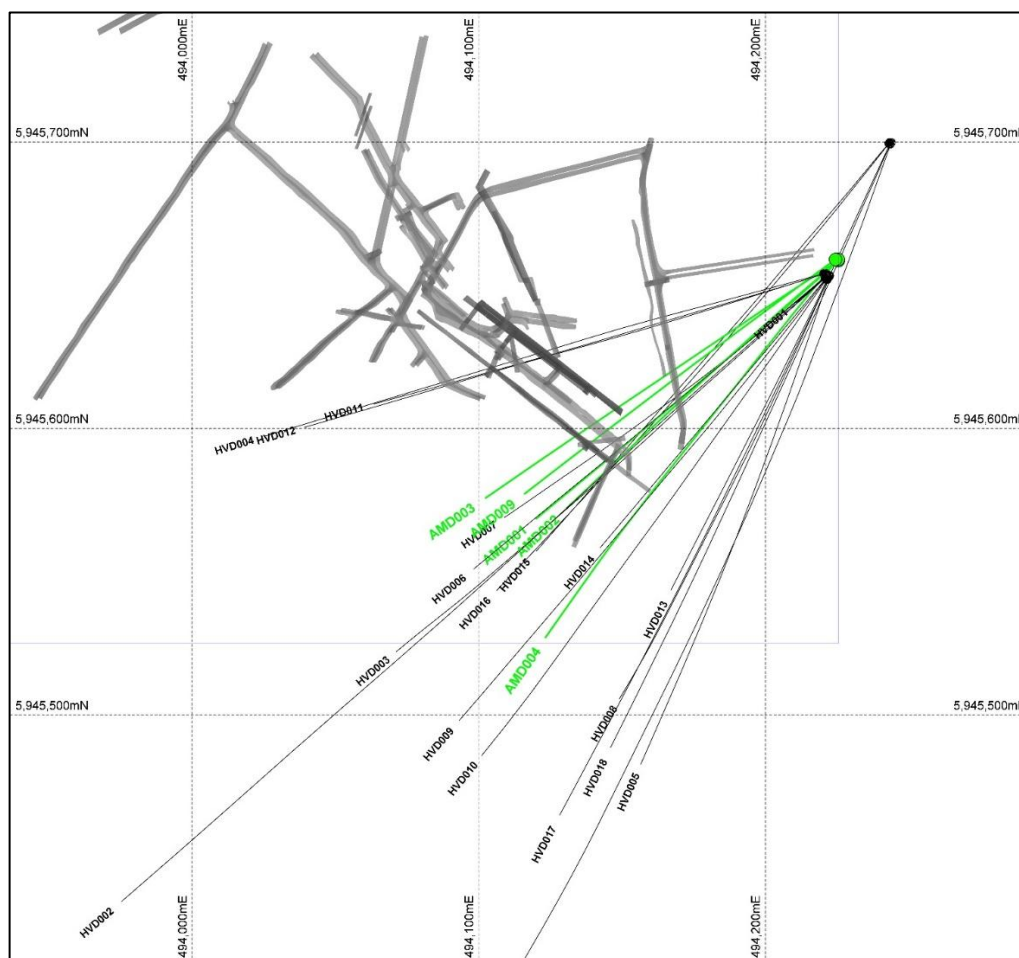 494,000mE
494,100mE
494,200mE
5,945,700mN
5,945,700mN
HVD001
HVD011
HVD004
HVD012
5,945,600mN
5,945,600mN
AMD003
AMD009
HVD007
AMD001
AMD002
HVD006
HVD015
HVD014
HVD016
HVD013
HVD003
AMD004
5,945,500mN
5,945,500mN
HVD009
HVD008
HVD010
HVD018
HVD005
HVD017
HVD002
494,000mE
494,100mE
494,200mE